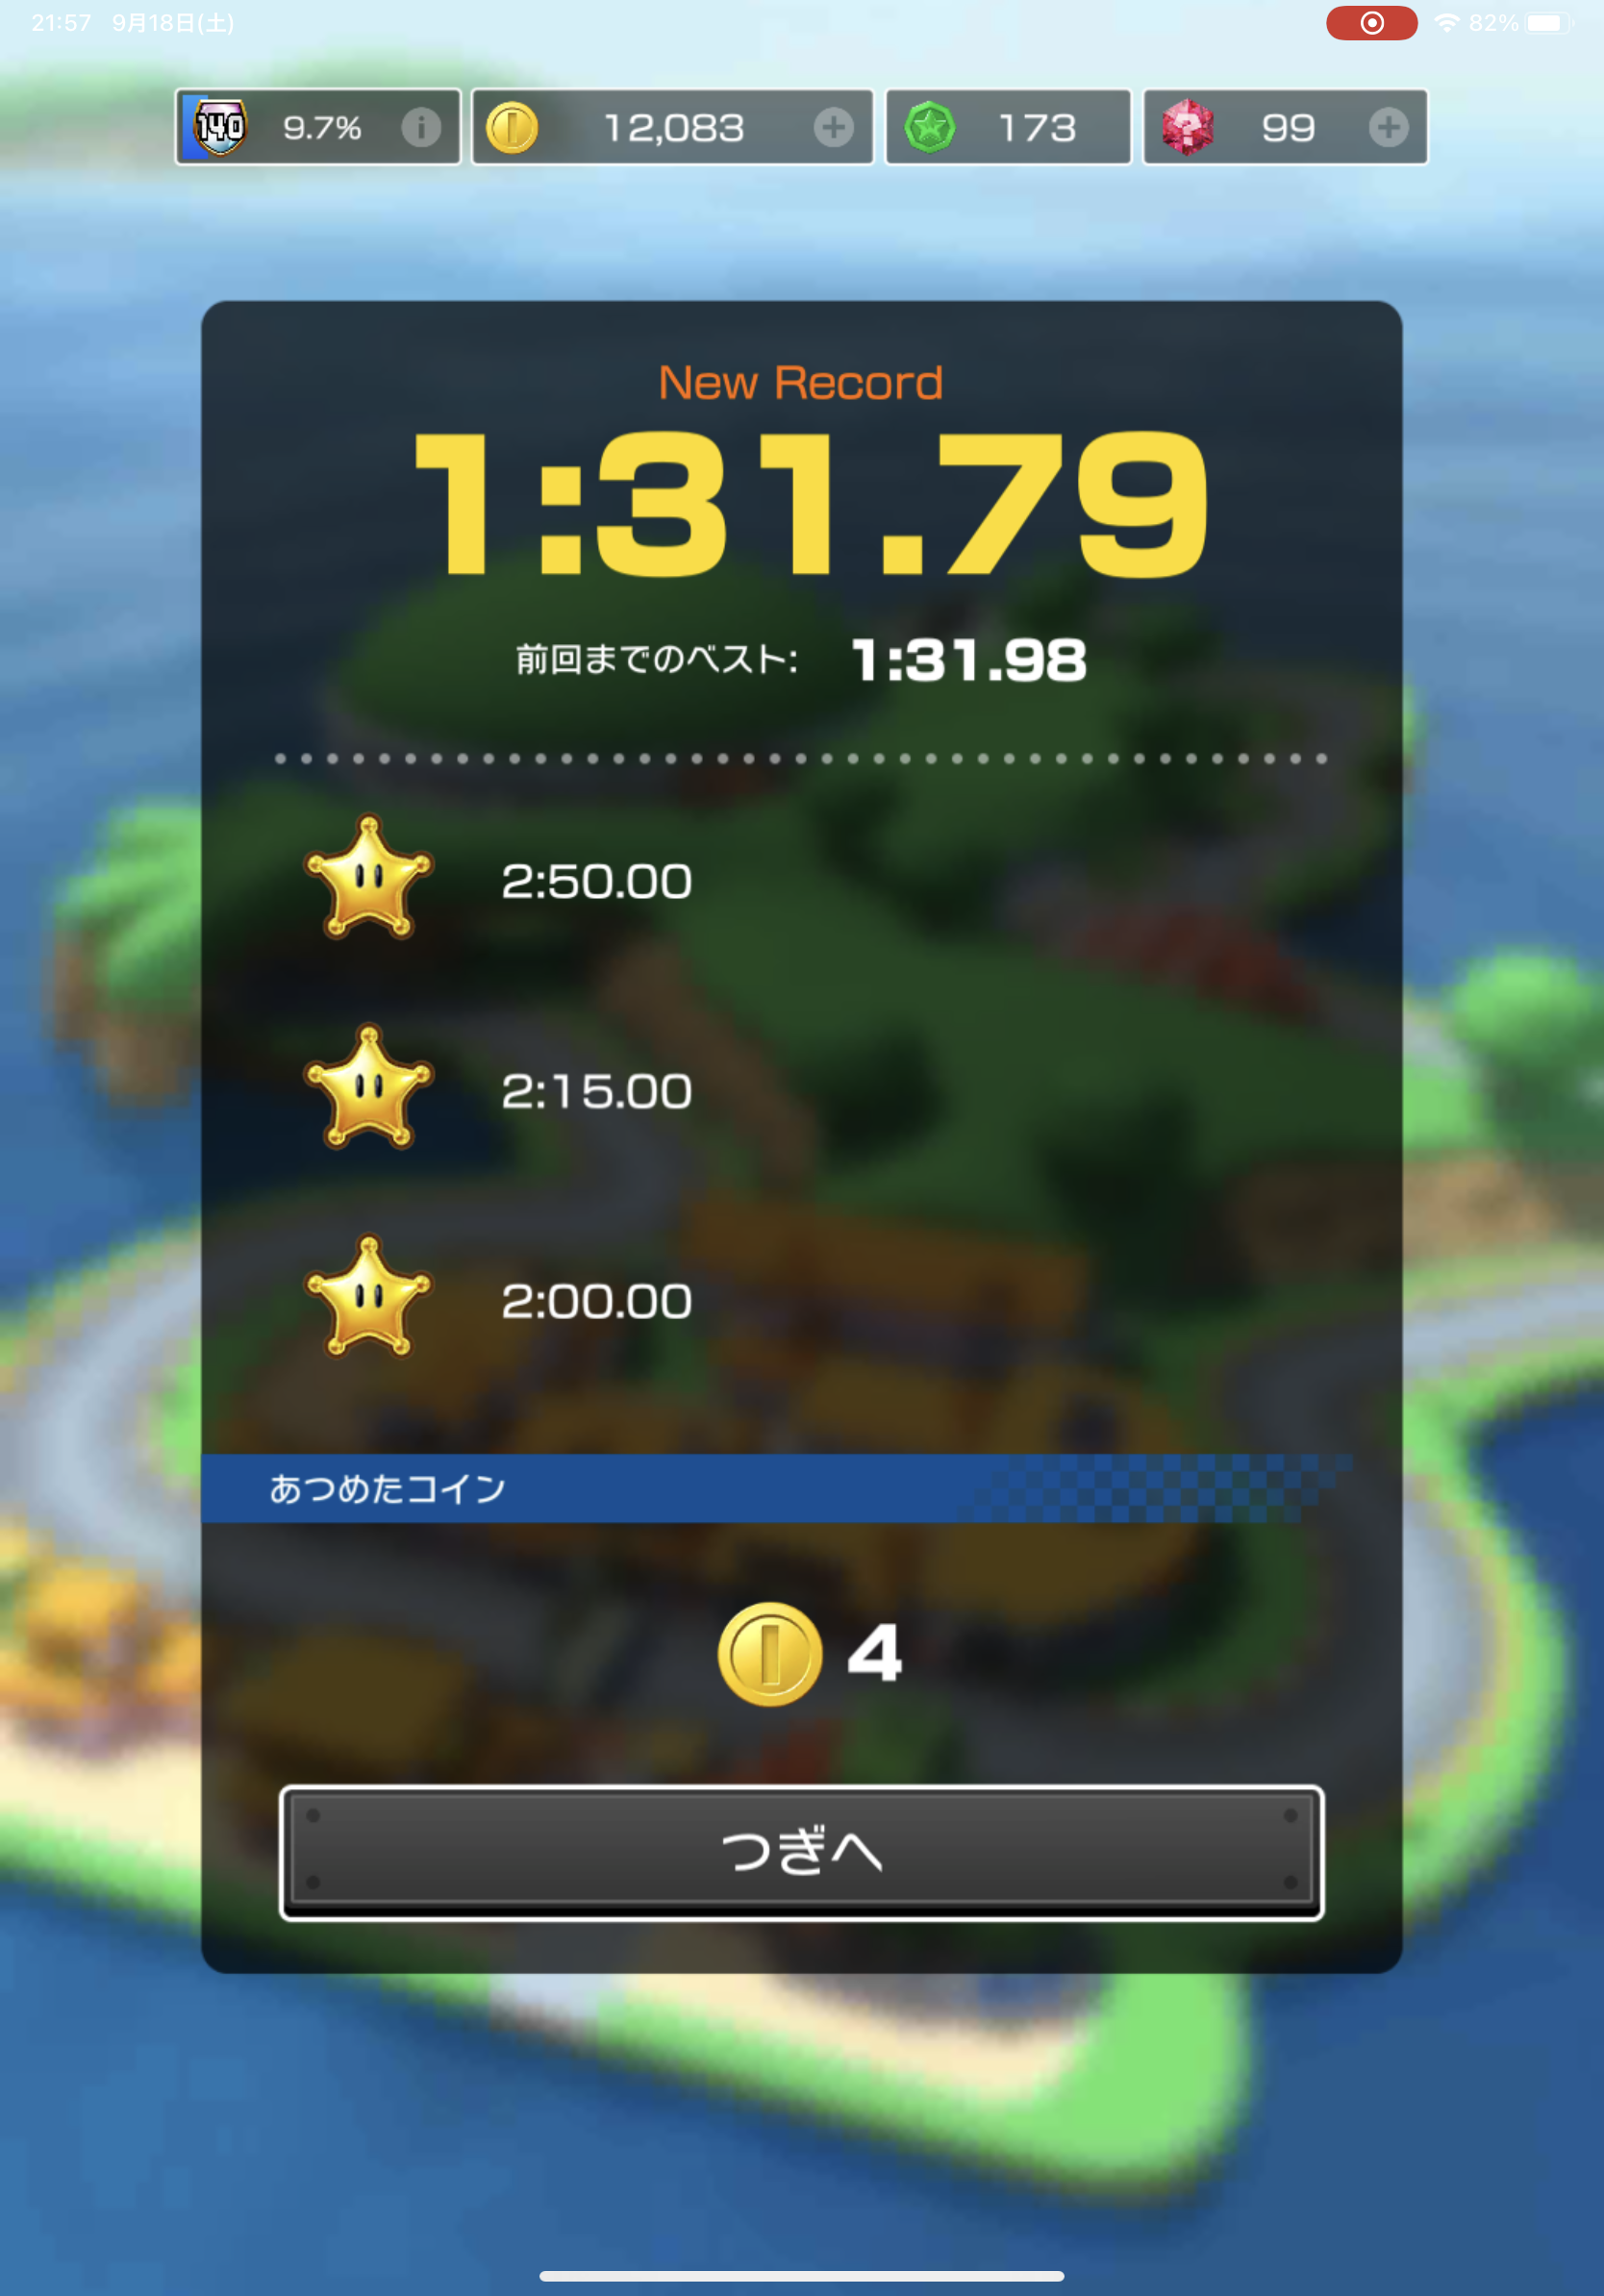 21:57 9月18日(土) 82%
140 9.7% i 12,083 + 173 ? 99 +
New Record
1:31.79
前回までのベスト: 1:31.98
2:50.00
2:15.00
2:00.00
あつめたコイン
4
つぎへ